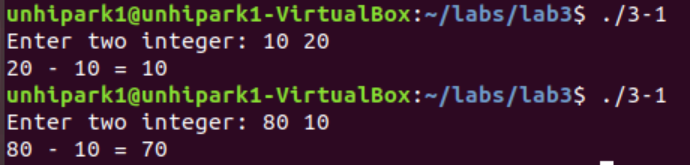 unhipark1@unhipark1-VirtualBox:~/labs/lab3$ ./3-1
Enter two integer: 10 20
20 - 10 = 10
unhipark1@unhipark1-VirtualBox:~/labs/lab3$ ./3-1
Enter two integer: 80 10
80 - 10 = 70